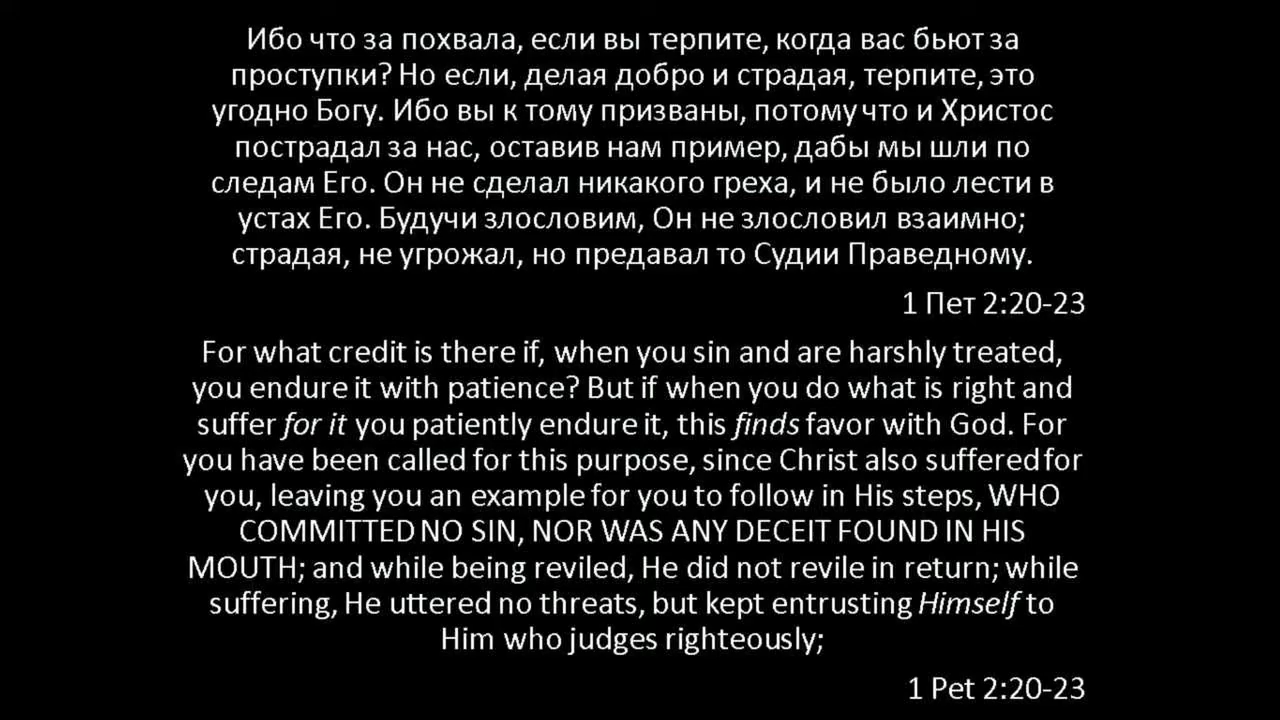 Ибо что за похвала, если вы терпите, когда вас бьют за
проступки? Но если, делая добро и страдая, терпите, это
угодно Богу. Ибо вы к тому призваны, потому что и Христос
пострадал за нас, оставив нам пример, дабы мы шли по
следам Его. Он не сделал никакого греха, и не было лести в
устах Его. Будучи злословим, Он не злословил взаимно;
страдая, не угрожал, но предавал то Судии Праведному.
1 Пет 2:20-23
For what credit is there if, when you sin and are harshly treated,
you endure it with patience? But if when you do what is right and
suffer for it you patiently endure it, this finds favor with God. For
you have been called for this purpose, since Christ also suffered for
you, leaving you an example for you to follow in His steps, WHO
COMMITTED NO SIN, NOR WAS ANY DECEIT FOUND IN HIS
MOUTH; and while being reviled, He did not revile in return; while
suffering, He uttered no threats, but kept entrusting Himself to
Him who judges righteously;
1 Pet 2:20-23